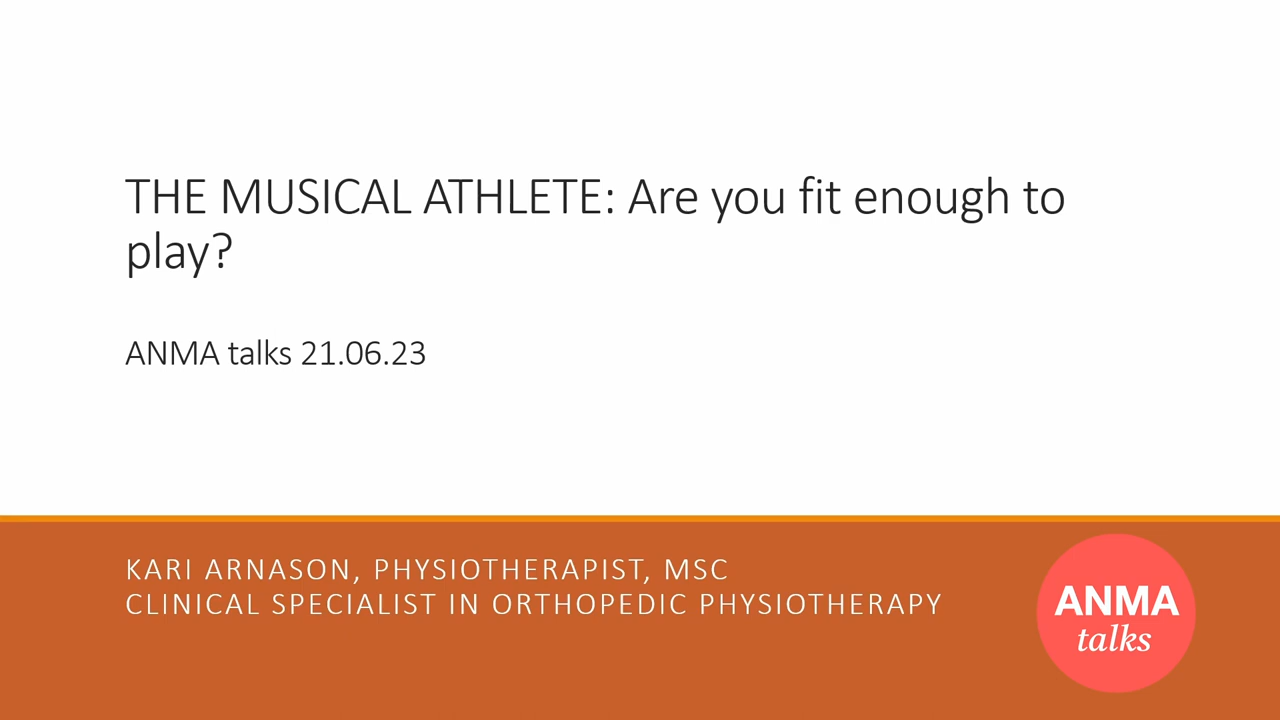 THE MUSICAL ATHLETE: Are you fit enough to
play?
ANMA talks 21.06.23
KARI ARNASON, PHYSIOTHERAPIST, MSC
CLINICAL SPECIALIST IN ORTHOPEDIC PHYSIOTHERAPY
ANMA
talks